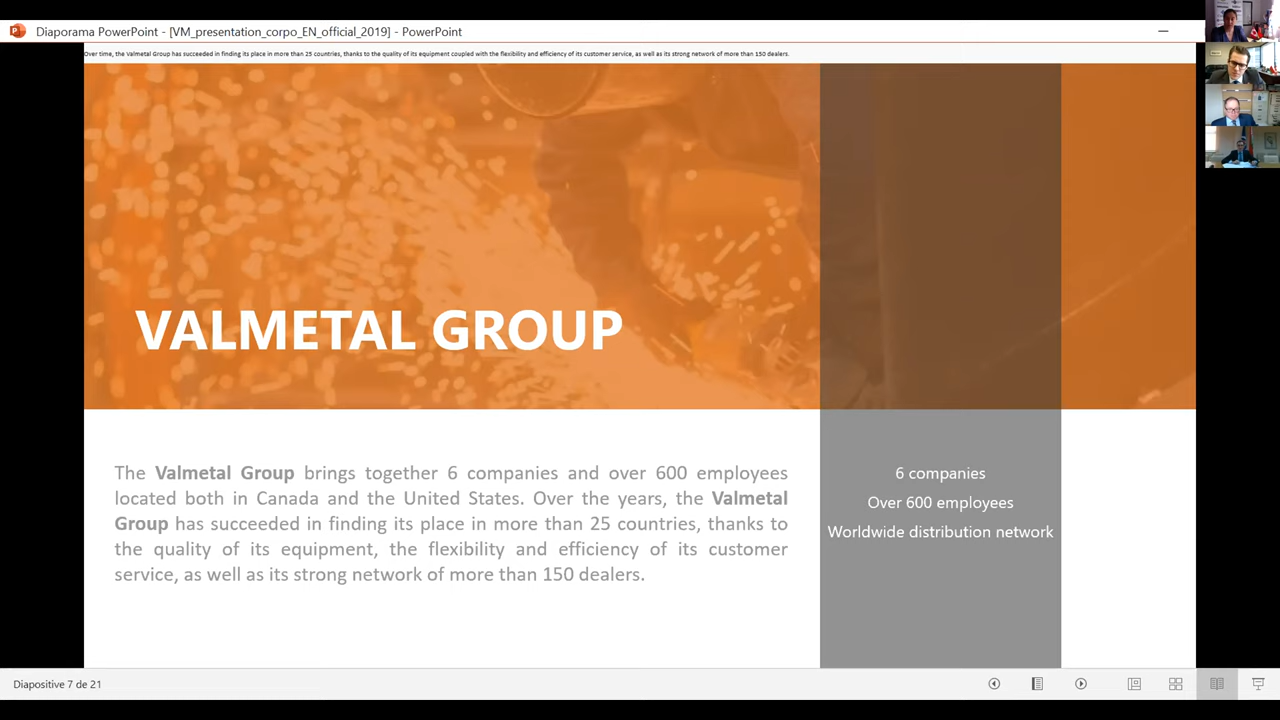 Diaporama PowerPoint - [VM_presentation_corpo_EN_official_2019] - PowerPoint
Over time, the Valmetal Group has succeeded in finding its place in more than 25 countries, thanks to the quality of its equipment coupled with the flexibility and efficiency of its customer service, as well as its strong network of more than 150 dealers.
VALMETAL GROUP
The Valmetal Group brings together 6 companies and over 600 employees
located both in Canada and the United States. Over the years, the Valmetal
Group has succeeded in finding its place in more than 25 countries, thanks to
the quality of its equipment, the flexibility and efficiency of its customer
service, as well as its strong network of more than 150 dealers.
6 companies
Over 600 employees
Worldwide distribution network
Diapositive 7 de 21